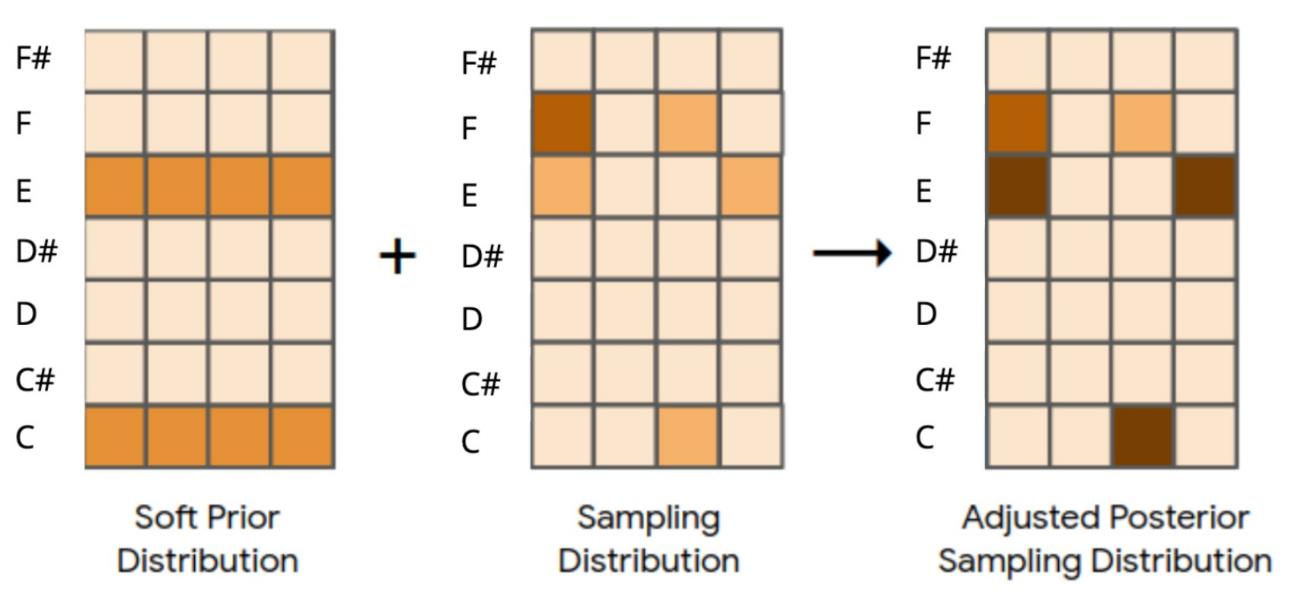 F#
F
E
D#
D
C#
C
Soft Prior
Distribution
+
F#
F
E
D#
D
C#
C
Sampling
Distribution
F#
F
E
D#
D
C#
C
Adjusted Posterior
Sampling Distribution